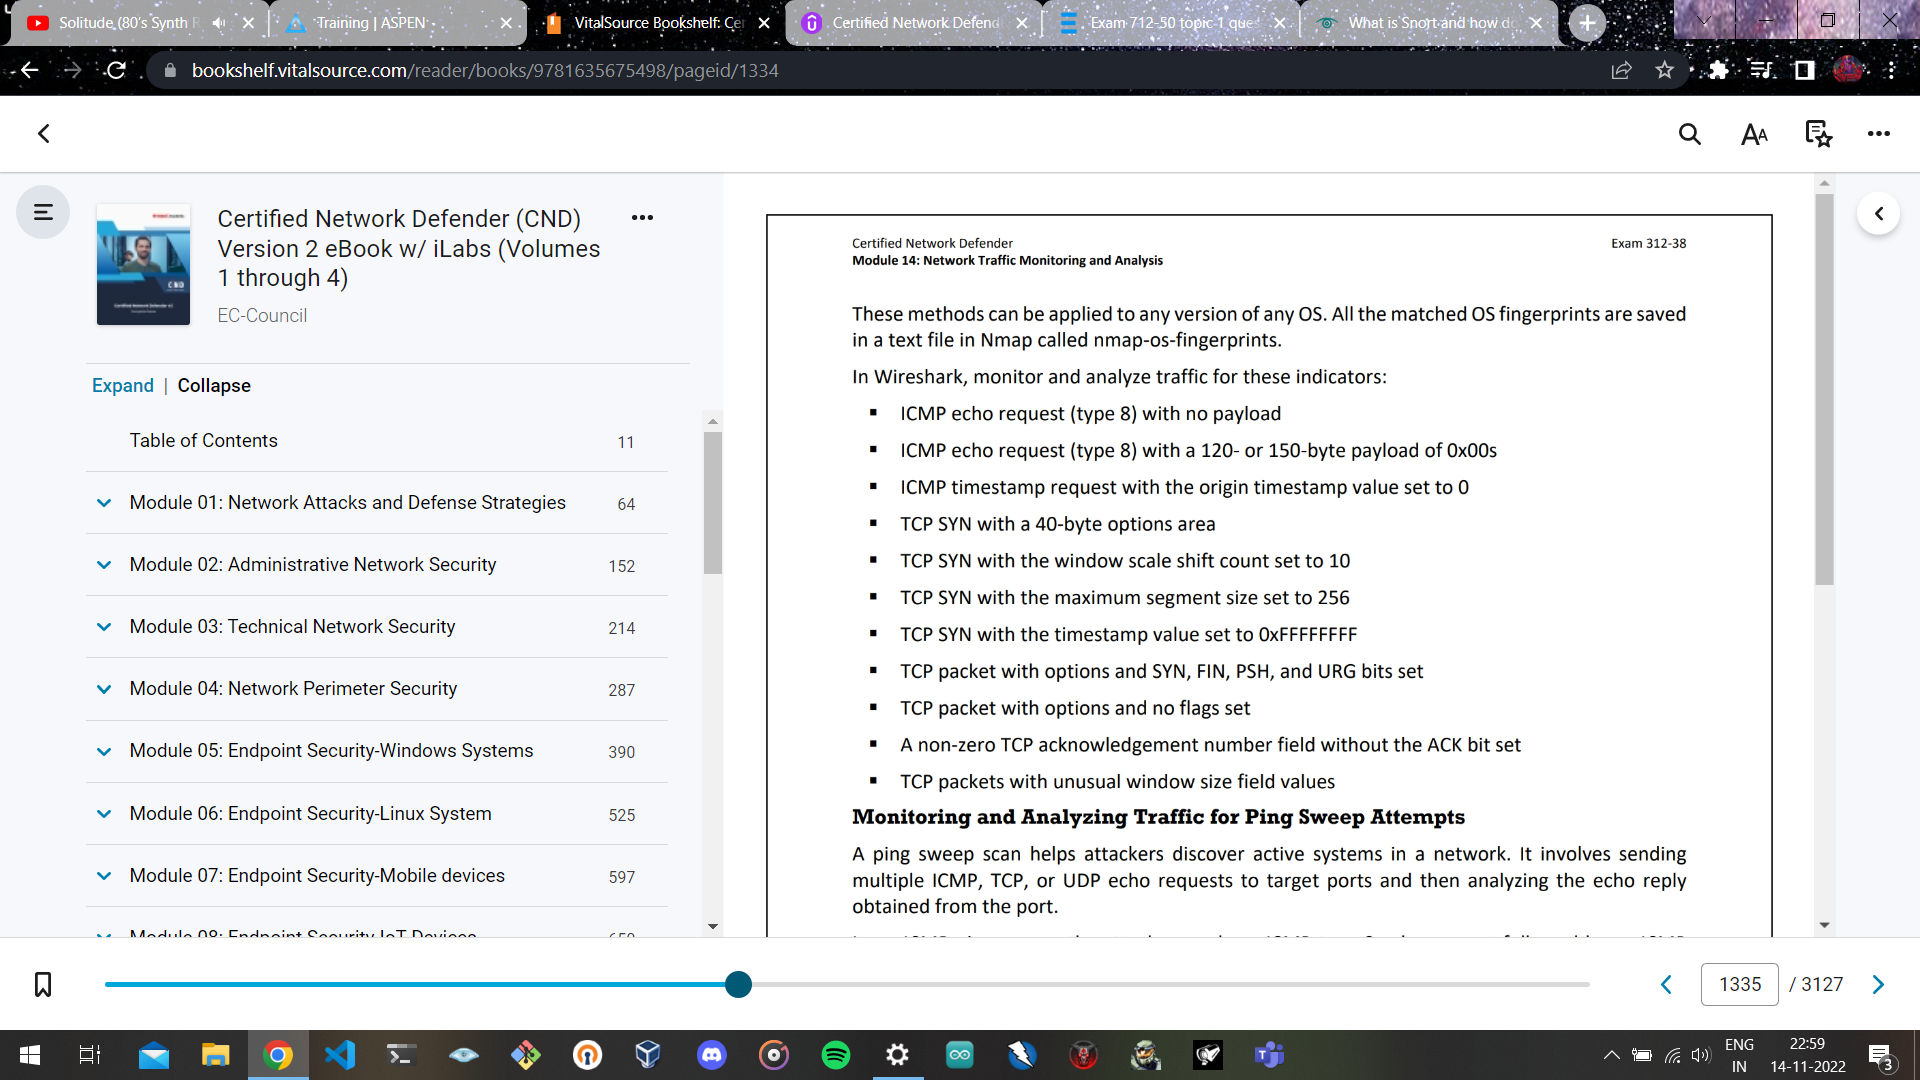 Solitude (80's Synth R
Training | ASPEN
VitalSource Bookshelf: Cer
Certified Network Defend
Exam 712-50 topic 1 que
What is Snort and how do
bookshelf.vitalsource.com/reader/books/9781635675498/pageid/1334
Certified Network Defender (CND)
Version 2 eBook w/ iLabs (Volumes
1 through 4)
EC-Council
Expand | Collapse
Table of Contents 11
Module 01: Network Attacks and Defense Strategies 64
Module 02: Administrative Network Security 152
Module 03: Technical Network Security 214
Module 04: Network Perimeter Security 287
Module 05: Endpoint Security-Windows Systems 390
Module 06: Endpoint Security-Linux System 525
Module 07: Endpoint Security-Mobile devices 597
Module 08: Endpoint Security-IoT Devices
Certified Network Defender Exam 312-38
Module 14: Network Traffic Monitoring and Analysis
These methods can be applied to any version of any OS. All the matched OS fingerprints are saved
in a text file in Nmap called nmap-os-fingerprints.
In Wireshark, monitor and analyze traffic for these indicators:
▪ ICMP echo request (type 8) with no payload
▪ ICMP echo request (type 8) with a 120- or 150-byte payload of 0x00s
▪ ICMP timestamp request with the origin timestamp value set to 0
▪ TCP SYN with a 40-byte options area
▪ TCP SYN with the window scale shift count set to 10
▪ TCP SYN with the maximum segment size set to 256
▪ TCP SYN with the timestamp value set to 0xFFFFFFFF
▪ TCP packet with options and SYN, FIN, PSH, and URG bits set
▪ TCP packet with options and no flags set
▪ A non-zero TCP acknowledgement number field without the ACK bit set
▪ TCP packets with unusual window size field values
Monitoring and Analyzing Traffic for Ping Sweep Attempts
A ping sweep scan helps attackers discover active systems in a network. It involves sending
multiple ICMP, TCP, or UDP echo requests to target ports and then analyzing the echo reply
obtained from the port.
1335 / 3127
ENG
IN
22:59
14-11-2022
3